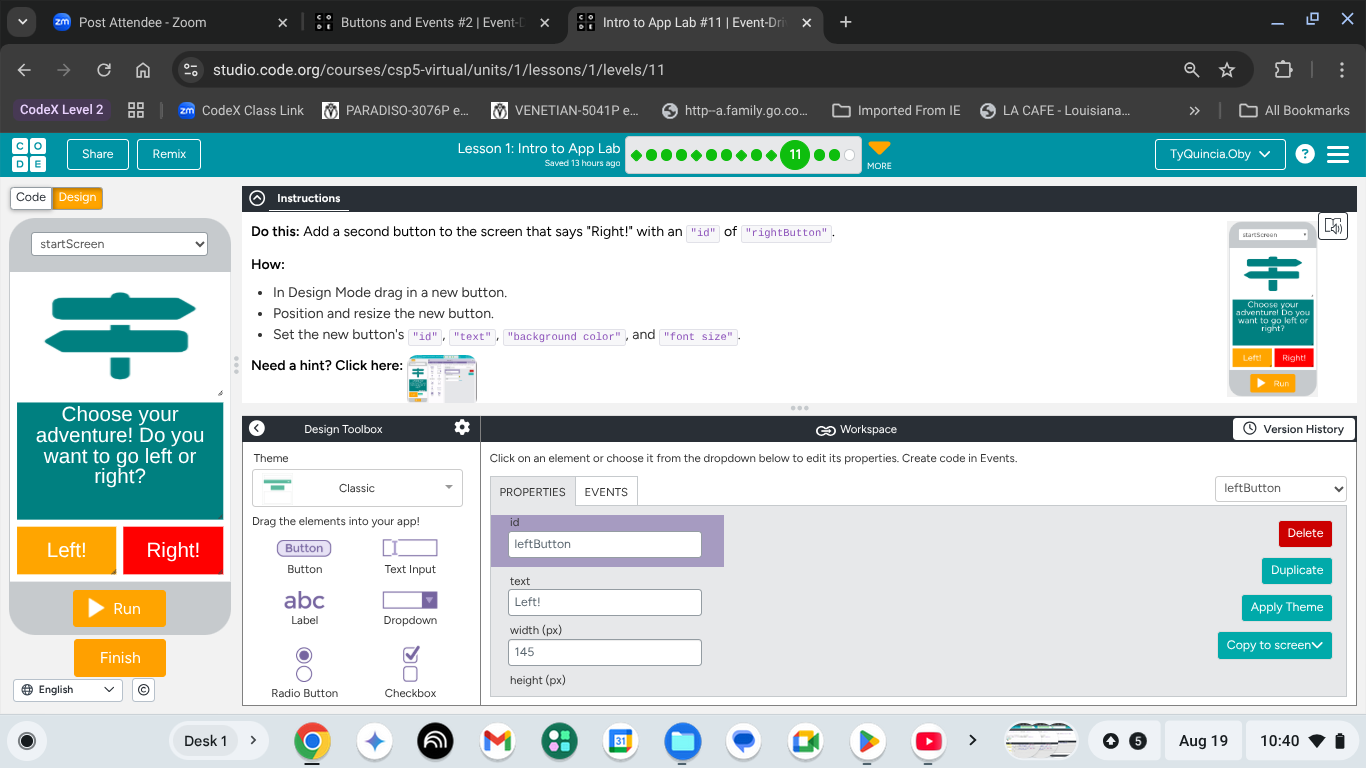 Post Attendee - Zoom
Buttons and Events #2 | Event-D
Intro to App Lab #11 | Event-Dri
studio.code.org/courses/csp5-virtual/units/1/lessons/1/levels/11
CodeX Level 2
CodeX Class Link
PARADISO-3076P e...
VENETIAN-5041P e...
http--a.family.go.co...
Imported From IE
LA CAFE - Louisiana...
All Bookmarks
C O D E
Share
Remix
Lesson 1: Intro to App Lab
Saved 13 hours ago
11
MORE
TyQuincia.Oby
Code
Design
startScreen
Choose your
adventure! Do you
want to go left or
right?
Left!
Right!
Run
Finish
English
Instructions
Do this: Add a second button to the screen that says "Right!" with an "id" of "rightButton".
How:
In Design Mode drag in a new button.
Position and resize the new button.
Set the new button's "id", "text", "background color", and "font size".
Need a hint? Click here:
startScreen
Choose your
adventure! Do you
want to go left or
right?
Left!
Right!
Run
Design Toolbox
Workspace
Version History
Theme
Classic
Drag the elements into your app!
Button
Button
Text Input
abc
Label
Dropdown
Radio Button
Checkbox
Click on an element or choose it from the dropdown below to edit its properties. Create code in Events.
PROPERTIES
EVENTS
leftButton
id
leftButton
text
Left!
width (px)
145
height (px)
Delete
Duplicate
Apply Theme
Copy to screen
Desk 1
31
5
Aug 19
10:40